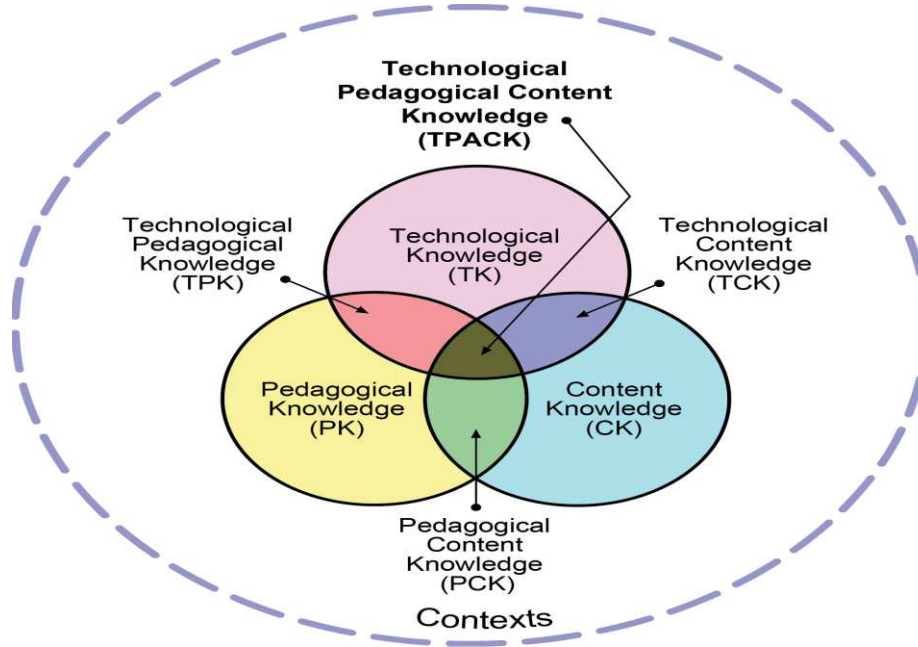 Technological
Pedagogical Content
Knowledge
(TPACK)
Technological
Pedagogical
Knowledge
(TPK)
Technological
Knowledge
(TK)
Technological
Content
Knowledge
(TCK)
Pedagogical
Knowledge
(PK)
Content
Knowledge
(CK)
Pedagogical
Content
Knowledge
(PCK)
Contexts